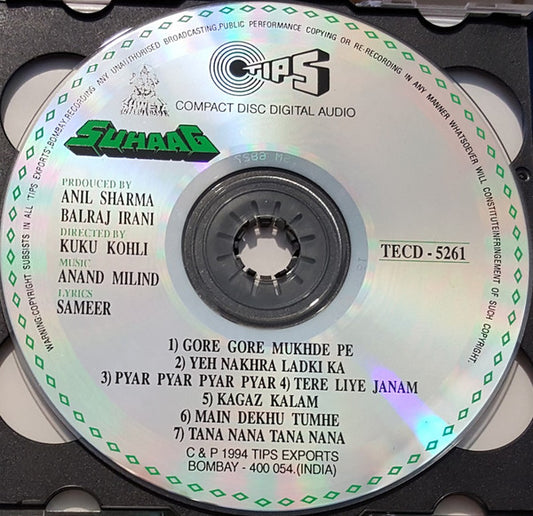 WARNING:COPYRIGHT SUBSISTS IN ALL 'TIPS EXPORTS', BOMBAY, RECORDING ANY UNAUTHORISED BROADCASTING, PUBLIC PERFORMANCE COPYING OR RE-RECORDING IN ANY MANNER WHATSOEVER WILL CONSTITUTE INFRINGEMENT OF SUCH COPYRIGHT.
TIPS
COMPACT DISC DIGITAL AUDIO
SUHAAG
PRDOUCED BY
ANIL SHARMA
BALRAJ IRANI
DIRECTED BY
KUKU KOHLI
MUSIC
ANAND MILIND
LYRICS
SAMEER
TECD - 5261
1) GORE GORE MUKHDE PE
2) YEH NAKHRA LADKI KA
3) PYAR PYAR PYAR PYAR 4) TERE LIYE JANAM
5) KAGAZ KALAM
6) MAIN DEKHU TUMHE
7) TANA NANA TANA NANA
C & P 1994 TIPS EXPORTS
BOMBAY - 400 054.(INDIA)